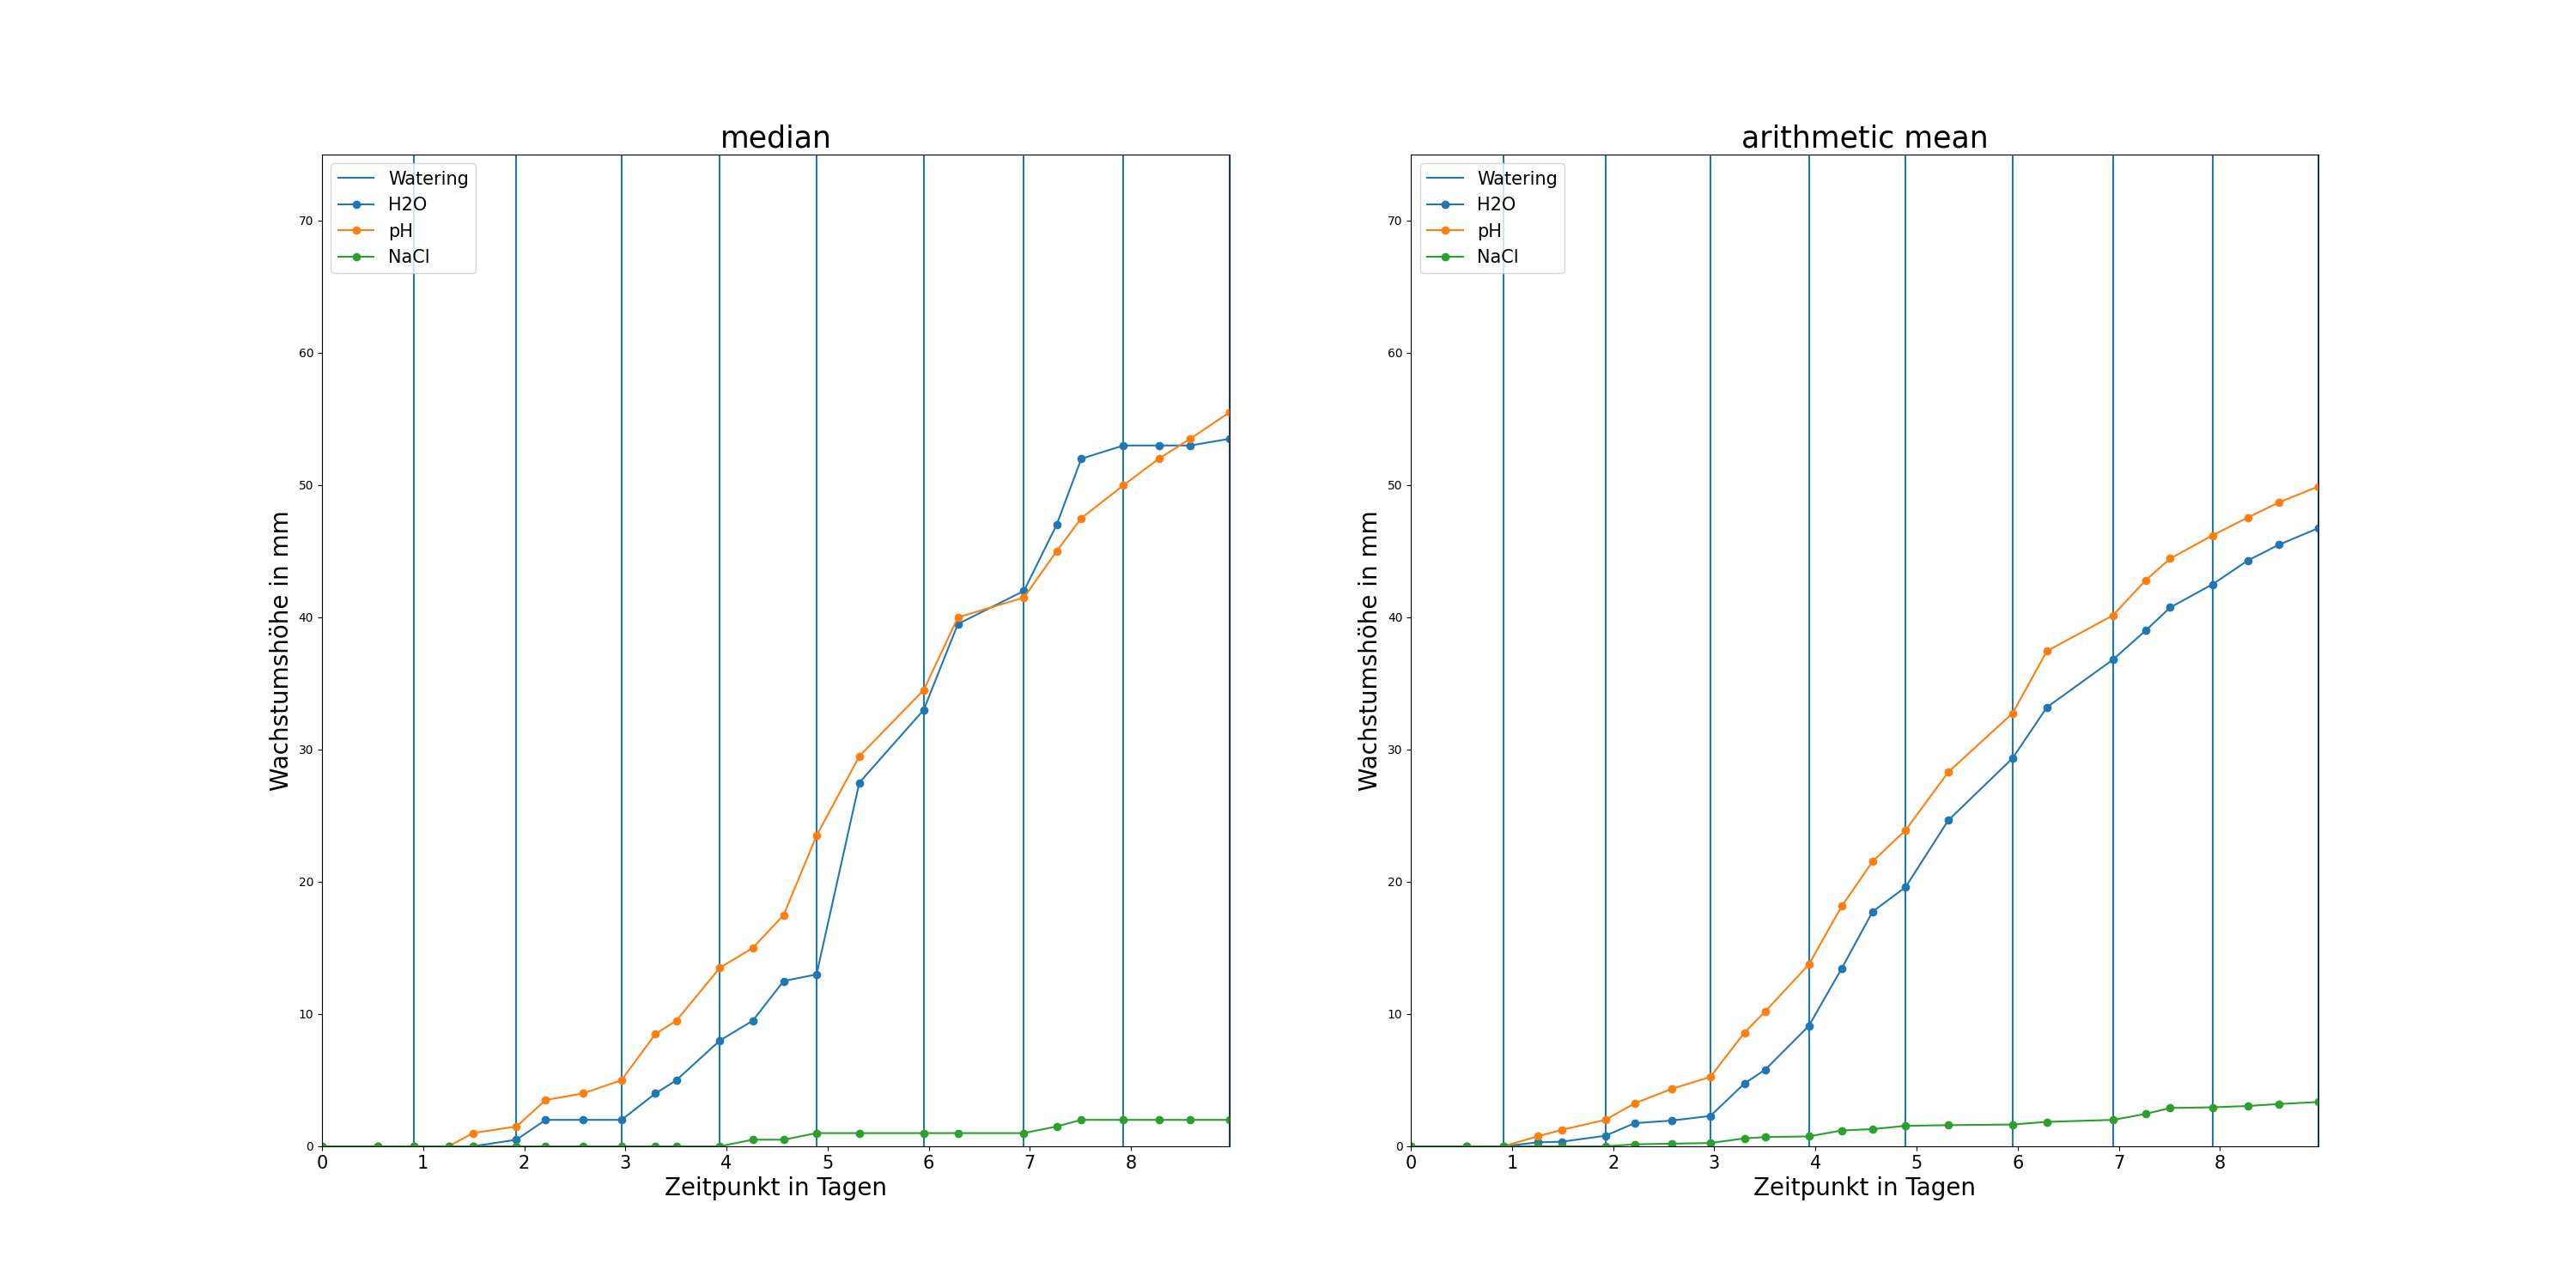 median
Watering
H2O
pH
NaCl
70
60
50
40
30
20
10
0
Wachstumshöhe in mm
0 1 2 3 4 5 6 7 8
Zeitpunkt in Tagen
arithmetic mean
Watering
H2O
pH
NaCl
70
60
50
40
30
20
10
0
Wachstumshöhe in mm
0 1 2 3 4 5 6 7 8
Zeitpunkt in Tagen